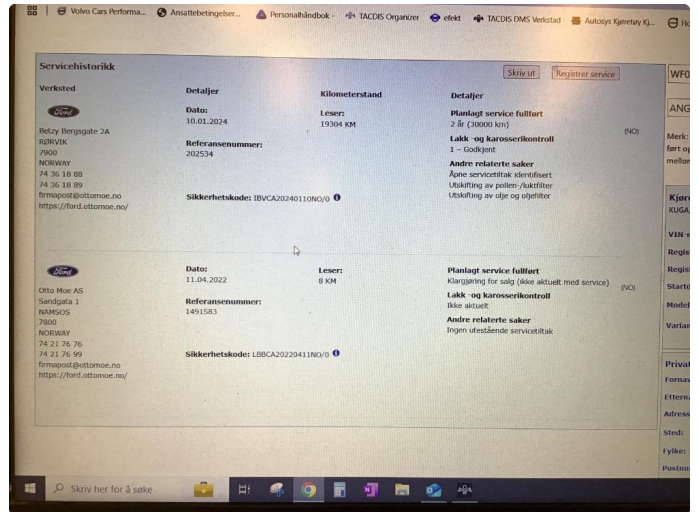 Volvo Cars Performa...
Ansattebetingelser...
Personalhåndbok -
TACDIS Organizer
efekt
TACDIS DMS Verkstad
Autosys Kjøretøy Kj...
Servicehistorikk
Skriv ut
Registrer service
Verksted
Detaljer
Kilometerstand
Detaljer
Ford
Betzy Bergsgate 2A
RØRVIK
7900
NORWAY
74 36 18 88
74 36 18 89
firmapost@ottomoe.no
https://ford.ottomoe.no/
Dato:
10.01.2024
Referansenummer:
202534
Sikkerhetskode: IBVCA20240110NO/0
Leser:
19304 KM
Planlagt service fullført
2 år (30000 km)
(NO)
Lakk -og karosserikontroll
1 - Godkjent
Andre relaterte saker
Åpne servicetiltak identifisert
Utskifting av pollen-/luktfilter
Utskifting av olje og oljefilter
Ford
Otto Moe AS
Sandgata 1
NAMSOS
7800
NORWAY
74 21 76 76
74 21 76 99
firmapost@ottomoe.no
https://ford.ottomoe.no/
Dato:
11.04.2022
Referansenummer:
1491583
Sikkerhetskode: LBBCA20220411NO/0
Leser:
8 KM
Planlagt service fullført
Klargjøring for salg (ikke aktuelt med service)
(NO)
Lakk -og karosserikontroll
Ikke aktuelt
Andre relaterte saker
Ingen utestående servicetiltak
WF0
ANG
Merk:
ført op
mellon
Kjøre
KUGA,
VIN-n
Regis
Regis
Startd
Model
Varian
Privat
Fornav
Ettern
Adress
Sted:
Fylke:
Postnu
Skriv her for å søke